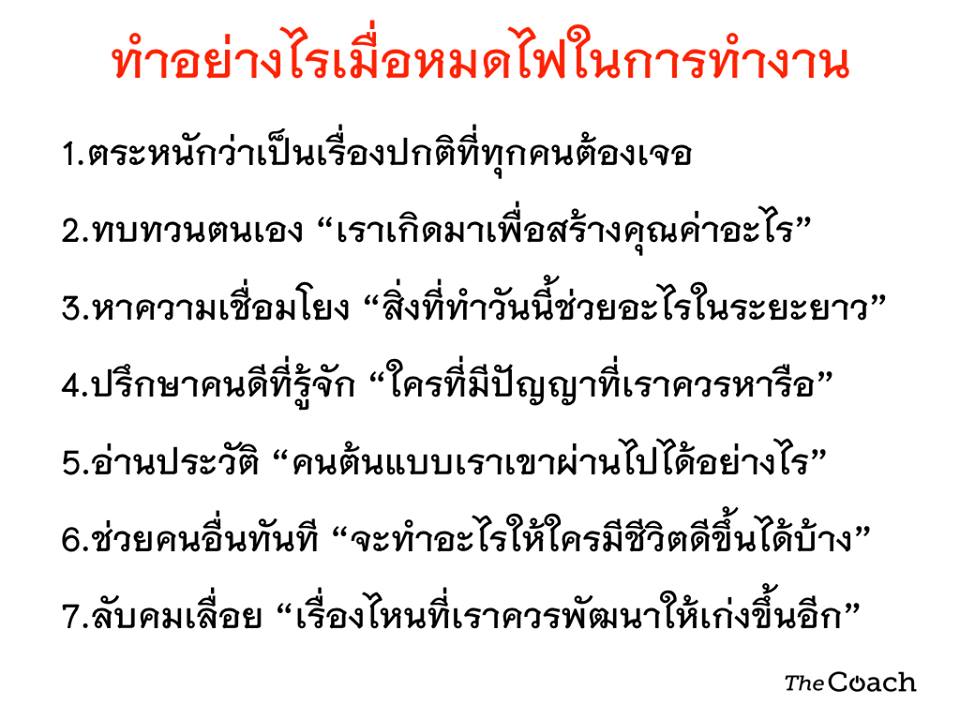 ทำอย่างไรเมื่อหมดไฟในการทำงาน
1.ตระหนักว่าเป็นเรื่องปกติที่ทุกคนต้องเจอ
2.ทบทวนตนเอง “เราเกิดมาเพื่อสร้างคุณค่าอะไร”
3.หาความเชื่อมโยง “สิ่งที่ทำวันนี้ช่วยอะไรในระยะยาว”
4.ปรึกษาคนดีที่รู้จัก “ใครที่มีปัญญาที่เราควรหารือ”
5.อ่านประวัติ “คนต้นแบบเราเขาผ่านไปได้อย่างไร”
6.ช่วยคนอื่นทันที “จะทำอะไรให้ใครมีชีวิตดีขึ้นได้บ้าง”
7.ลับคมเลื่อย “เรื่องไหนที่เราควรพัฒนาให้เก่งขึ้นอีก”
The Coach